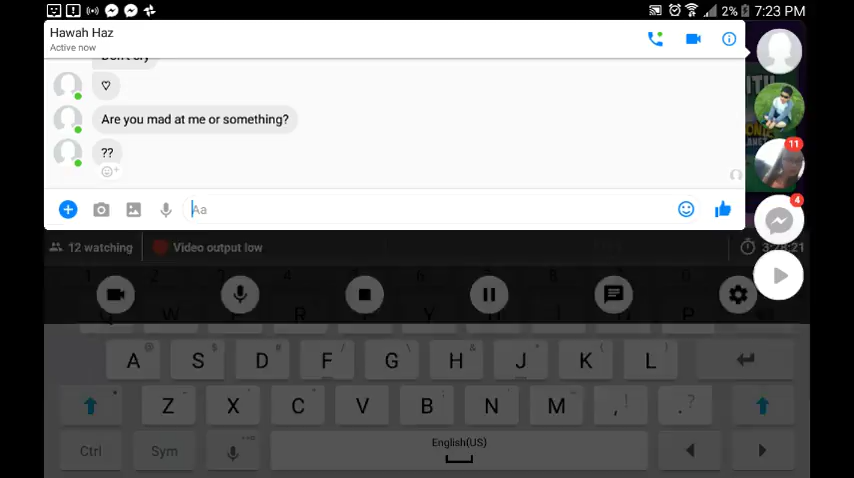 2% 7:23 PM
Hawah Haz
Active now
Don't cry
♡
Are you mad at me or something?
??
Aa
11
4
12 watching
Video output low
Q W E R T Y U I O P
A S D F G H J K L
Z X C V B N M , ! . ?
Ctrl Sym English(US)